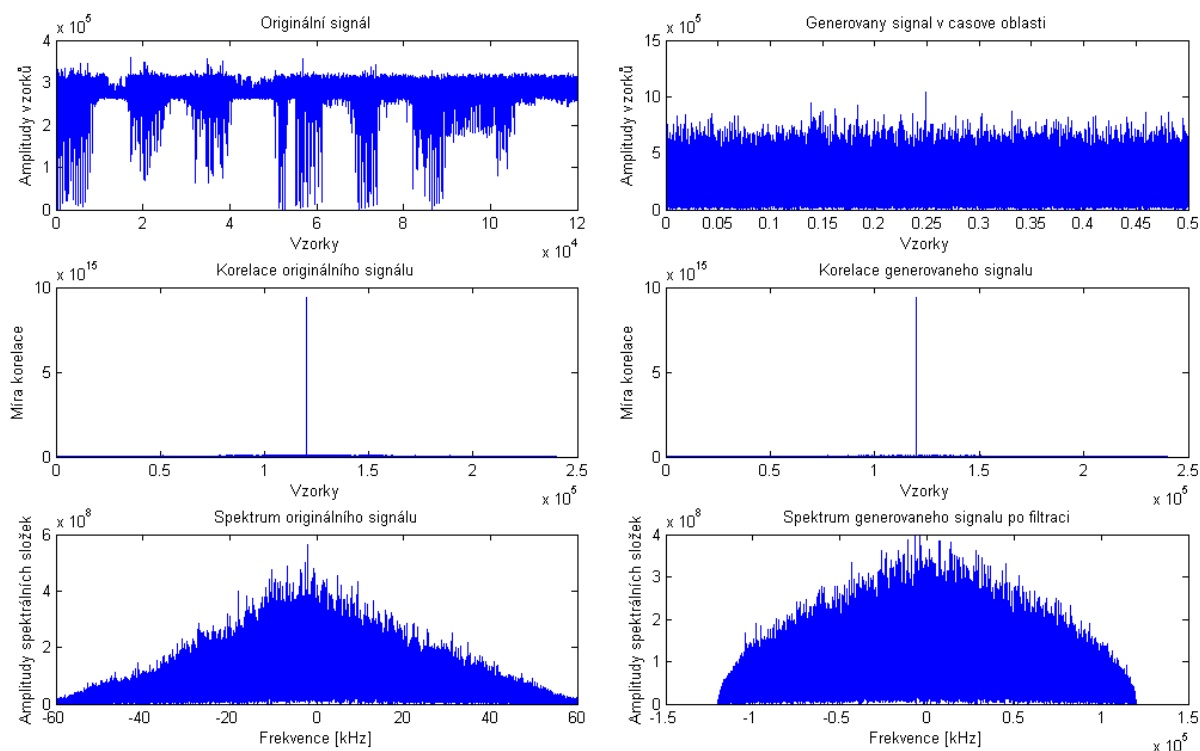 Originální signál
x 10^5
4
3
2
1
0
0 2 4 6 8 10 12
x 10^4
Amplitudy vzorků
Vzorky
Generovany signal v casove oblasti
x 10^5
15
10
5
0
0 0.05 0.1 0.15 0.2 0.25 0.3 0.35 0.4 0.45 0.5
Amplitudy vzorků
Vzorky
Korelace originálního signálu
x 10^15
10
5
0
0 0.5 1 1.5 2 2.5
x 10^5
Míra korelace
Vzorky
Korelace generovaneho signalu
x 10^15
10
5
0
0 0.5 1 1.5 2 2.5
x 10^5
Míra korelace
Vzorky
Spektrum originálního signálu
x 10^8
6
4
2
0
-60 -40 -20 0 20 40 60
Amplitudy spektrálních složek
Frekvence [kHz]
Spektrum generovaneho signalu po filtraci
x 10^8
4
3
2
1
0
-1.5 -1 -0.5 0 0.5 1 1.5
x 10^5
Amplitudy spektrálních složek
Frekvence [kHz]